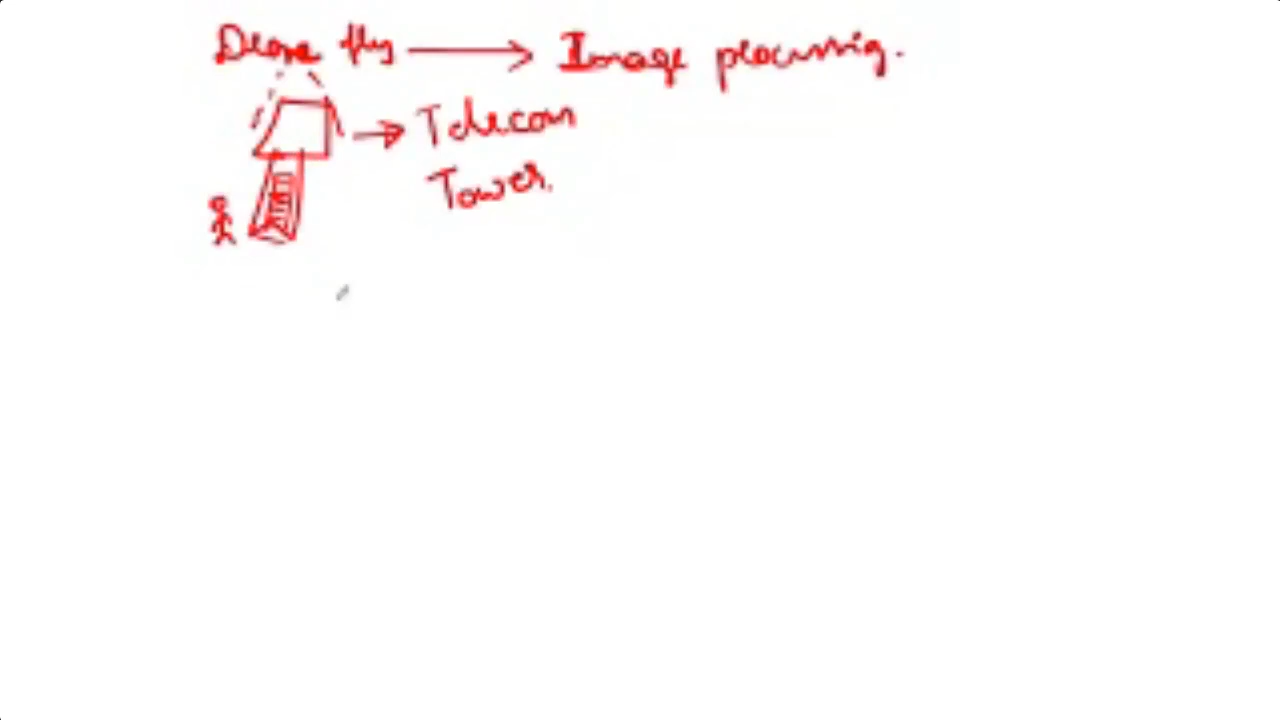 Drone fly → Image processing.
→ Telecom
Tower.